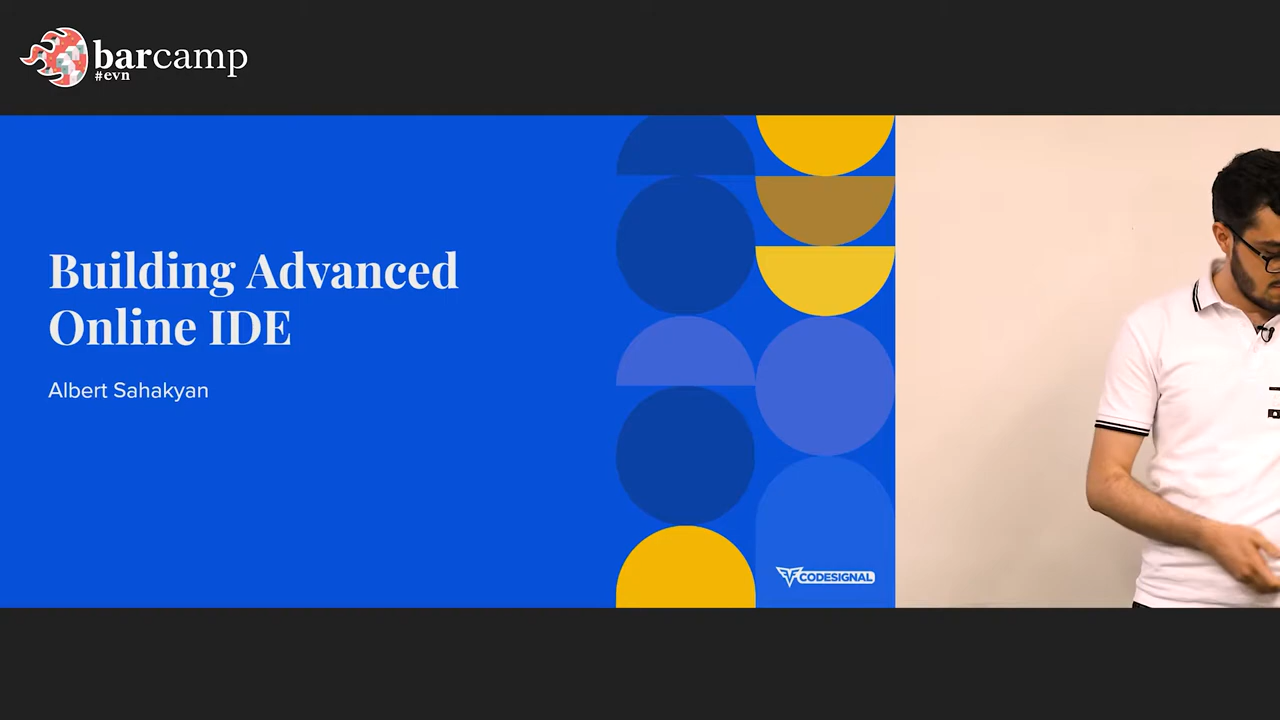 barcamp
#evn
Building Advanced
Online IDE
Albert Sahakyan
CODESIGNAL